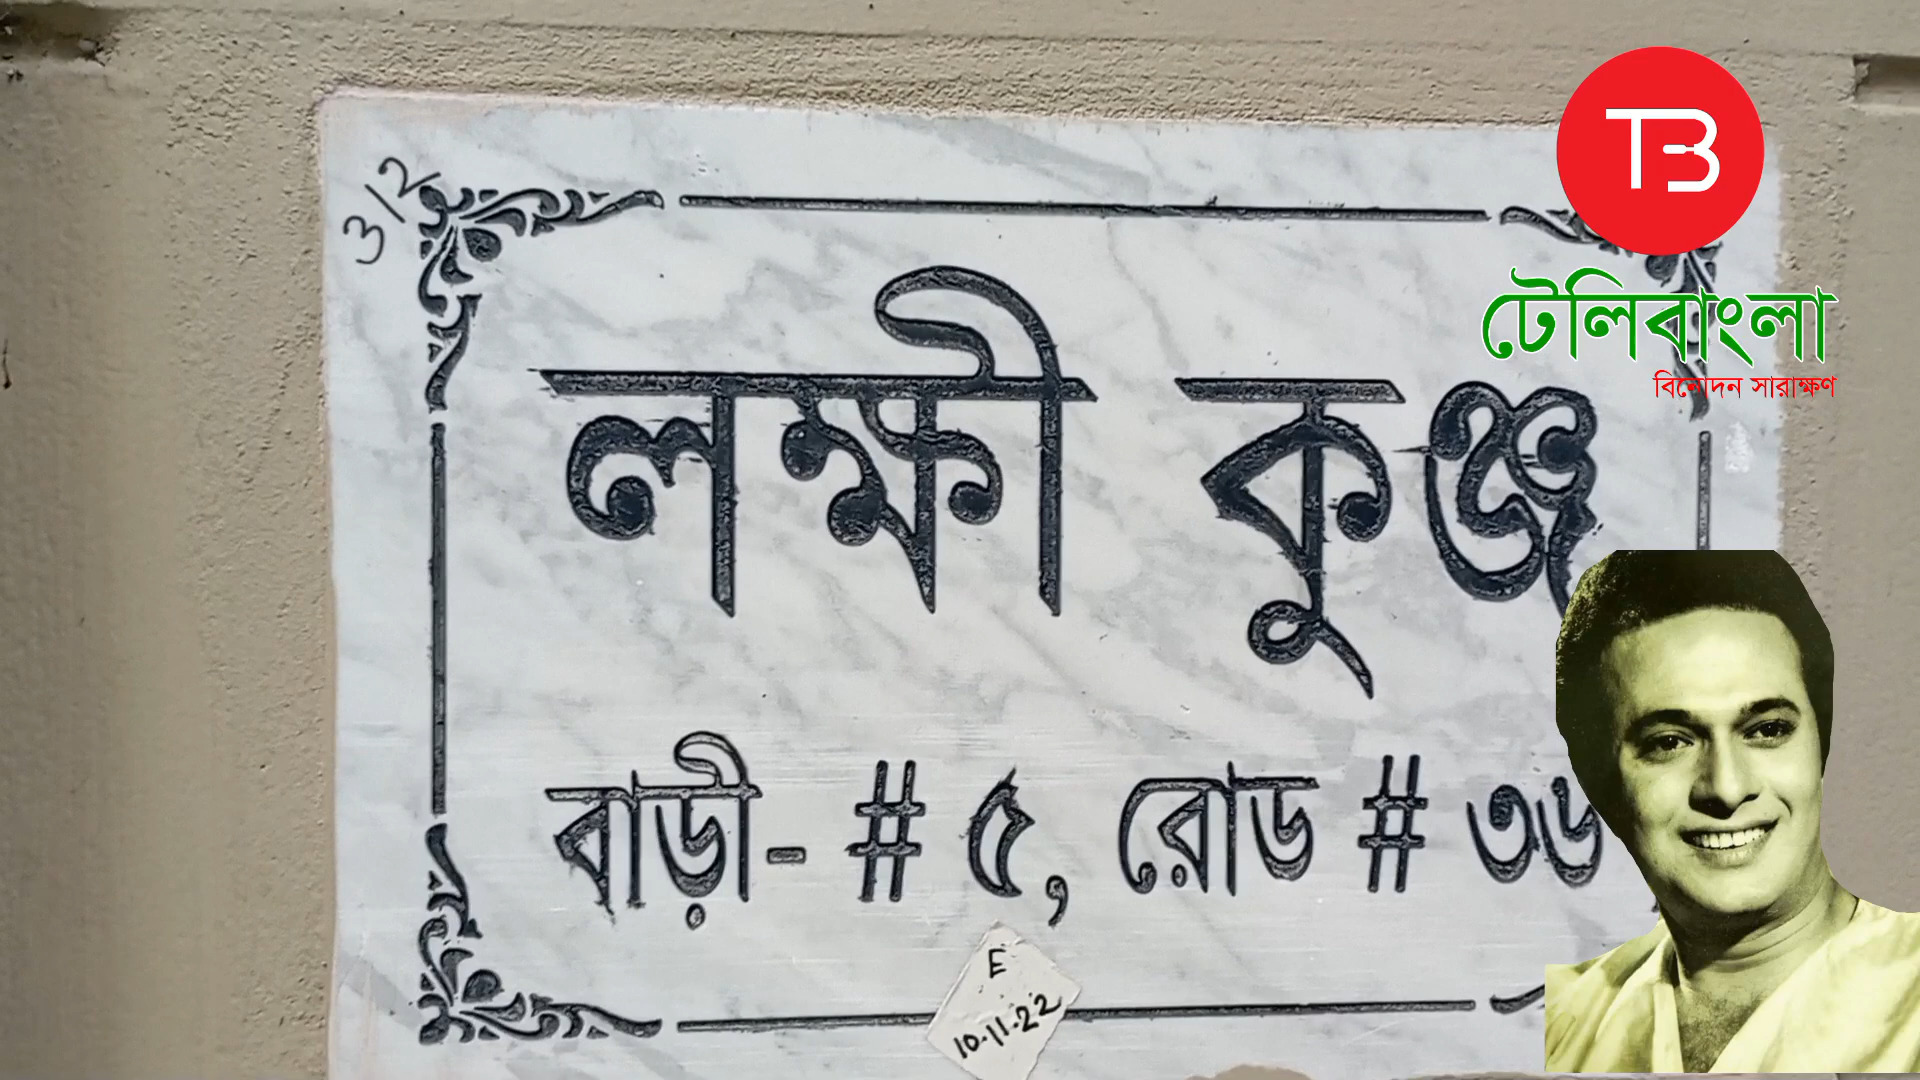 3/2
TB
টেলিবাংলা
বিনোদন সারাক্ষণ
লক্ষী কুঞ্জ
বাড়ী- # ৫, রোড # ৩৬
E
10.11.22